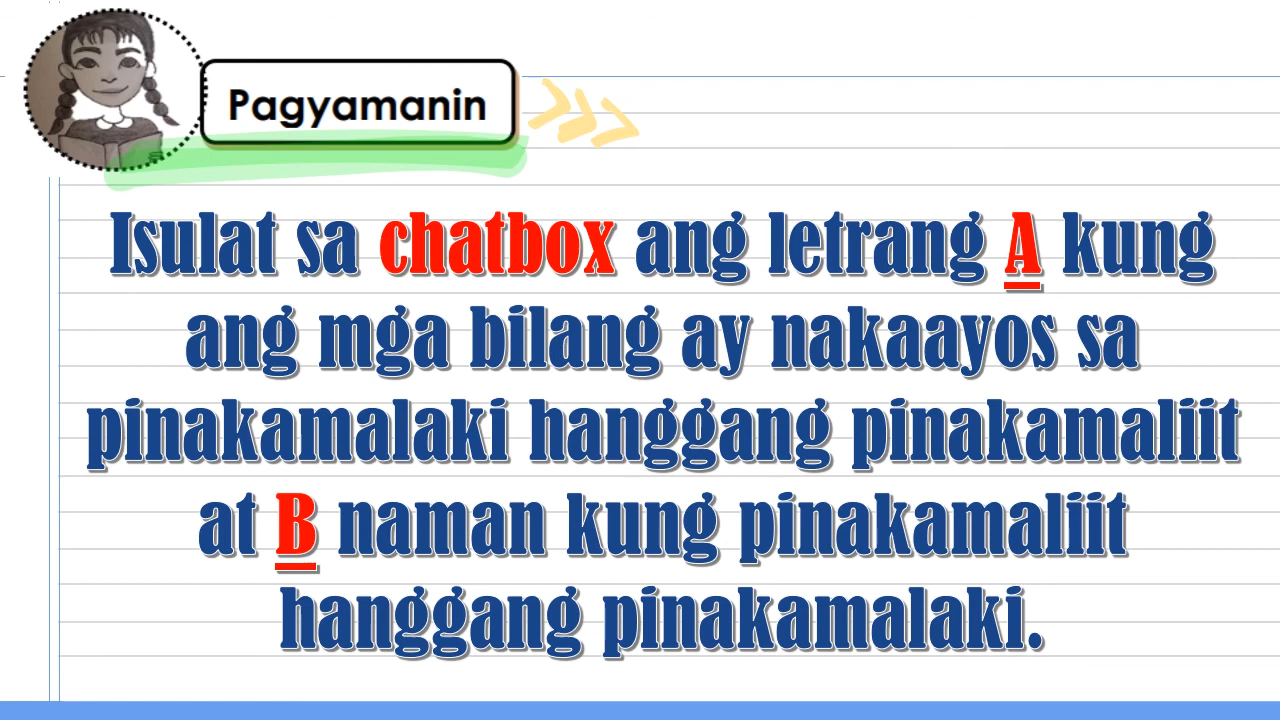 Pagyamanin
Isulat sa chatbox ang letrang A kung
ang mga bilang ay nakaayos sa
pinakamalaki hanggang pinakamaliit
at B naman kung pinakamaliit
hanggang pinakamalaki.